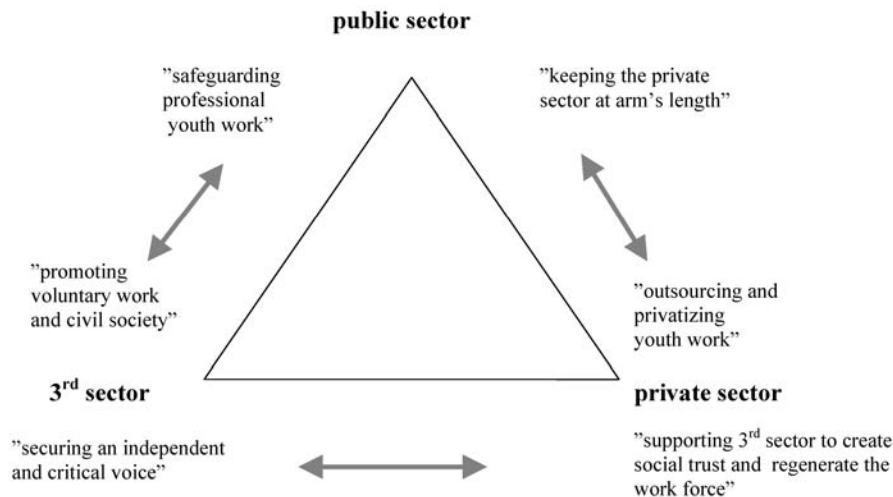 public sector
”safeguarding
professional
youth work”
”keeping the private
sector at arm’s length”
”promoting
voluntary work
and civil society”
”outsourcing and
privatizing
youth work”
3rd sector
private sector
”securing an independent
and critical voice”
”supporting 3rd sector to create
social trust and regenerate the
work force”